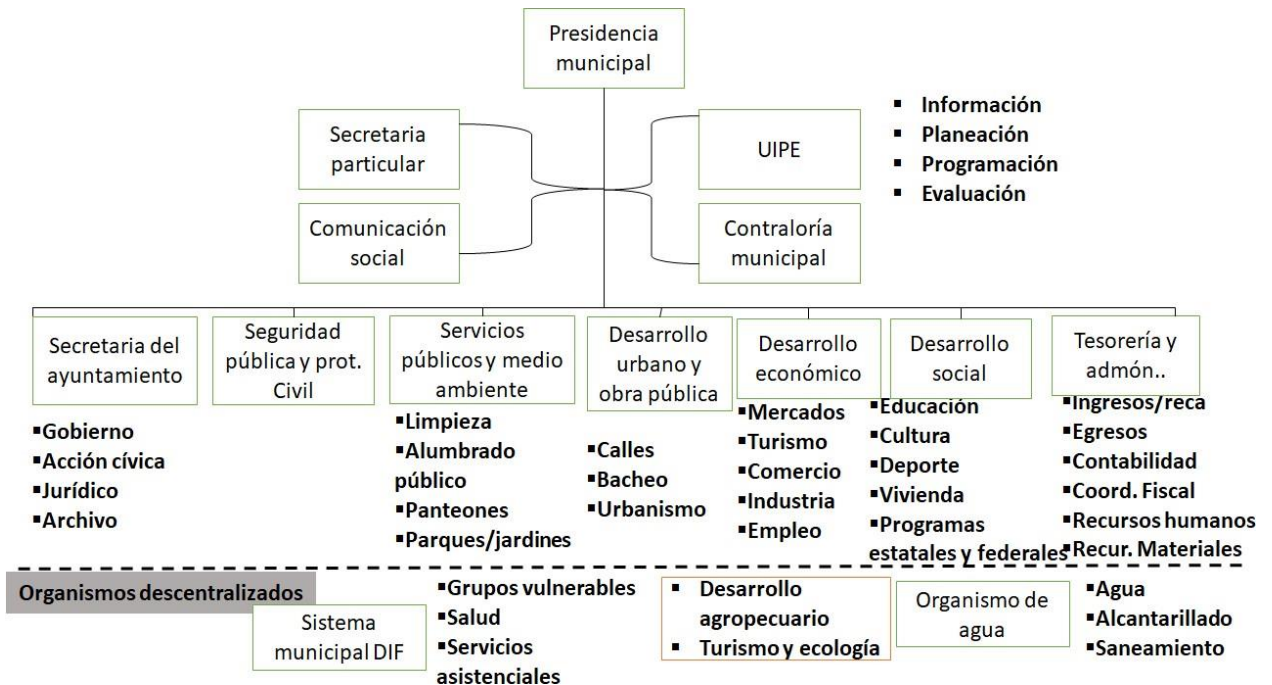 Presidencia
municipal
Secretaria
particular
UIPE
▪ Información
▪ Planeación
▪ Programación
▪ Evaluación
Comunicación
social
Contraloría
municipal
Secretaria del
ayuntamiento
▪Gobierno
▪Acción cívica
▪Jurídico
▪Archivo
Seguridad
pública y prot.
Civil
Servicios
públicos y medio
ambiente
▪Limpieza
▪Alumbrado
público
▪Panteones
▪Parques/jardines
Desarrollo
urbano y
obra pública
▪Calles
▪Bacheo
▪Urbanismo
Desarrollo
económico
▪Mercados
▪Turismo
▪Comercio
▪Industria
▪Empleo
Desarrollo
social
▪Educación
▪Cultura
▪Deporte
▪Vivienda
▪Programas
estatales y federales
Tesorería y
admón..
▪Ingresos/reca
▪Egresos
▪Contabilidad
▪Coord. Fiscal
▪Recursos humanos
▪Recur. Materiales
Organismos descentralizados
Sistema
municipal DIF
▪Grupos vulnerables
▪Salud
▪Servicios
asistenciales
▪ Desarrollo
agropecuario
▪ Turismo y ecología
Organismo de
agua
▪Agua
▪Alcantarillado
▪Saneamiento